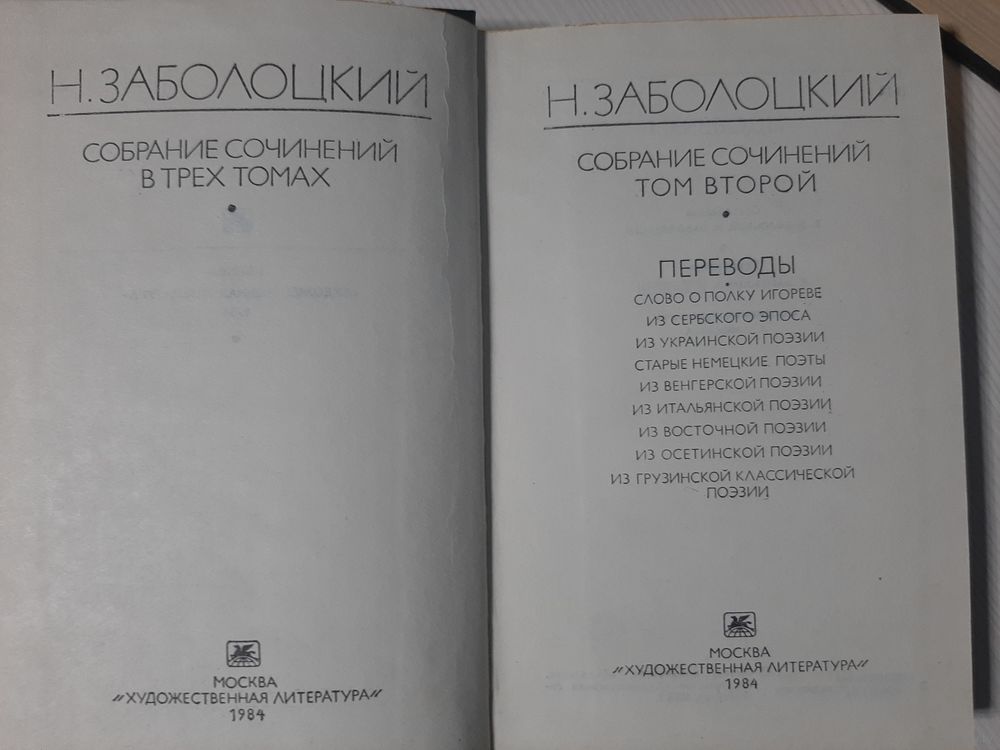 Н. ЗАБОЛОЦКИЙ
СОБРАНИЕ СОЧИНЕНИЙ
В ТРЕХ ТОМАХ
МОСКВА
"ХУДОЖЕСТВЕННАЯ ЛИТЕРАТУРА"
1984
Н. ЗАБОЛОЦКИЙ
СОБРАНИЕ СОЧИНЕНИЙ
ТОМ ВТОРОЙ
ПЕРЕВОДЫ
СЛОВО О ПОЛКУ ИГОРЕВЕ
ИЗ СЕРБСКОГО ЭПОСА
ИЗ УКРАИНСКОЙ ПОЭЗИИ
СТАРЫЕ НЕМЕЦКИЕ ПОЭТЫ
ИЗ ВЕНГЕРСКОЙ ПОЭЗИИ
ИЗ ИТАЛЬЯНСКОЙ ПОЭЗИИ
ИЗ ВОСТОЧНОЙ ПОЭЗИИ
ИЗ ОСЕТИНСКОЙ ПОЭЗИИ
ИЗ ГРУЗИНСКОЙ КЛАССИЧЕСКОЙ
ПОЭЗИИ
МОСКВА
"ХУДОЖЕСТВЕННАЯ ЛИТЕРАТУРА"
1984